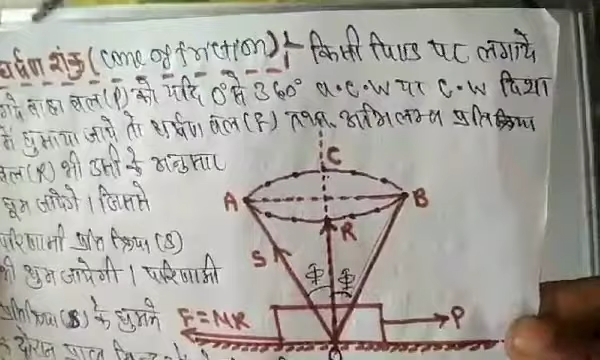 घर्षण शंकु (Cone of friction) :- किसी पिण्ड पर लगाये
गये बाह्य बल (P) को यदि 0° से 360° A.C.W या C.W दिशा
में घुमाया जाये तो घर्षण बल (F) तथा अभिलम्ब प्रतिक्रिया
बल (R) भी उसी के अनुसार
घूम जायेंगे । जिससे
परिणामी प्रतिक्रिया (S)
भी घूम जायेगी । परिणामी
प्रतिक्रिया (S) के घुमने
के दौरान
C
A
B
R
S
Φ Φ
F=MR
P
O